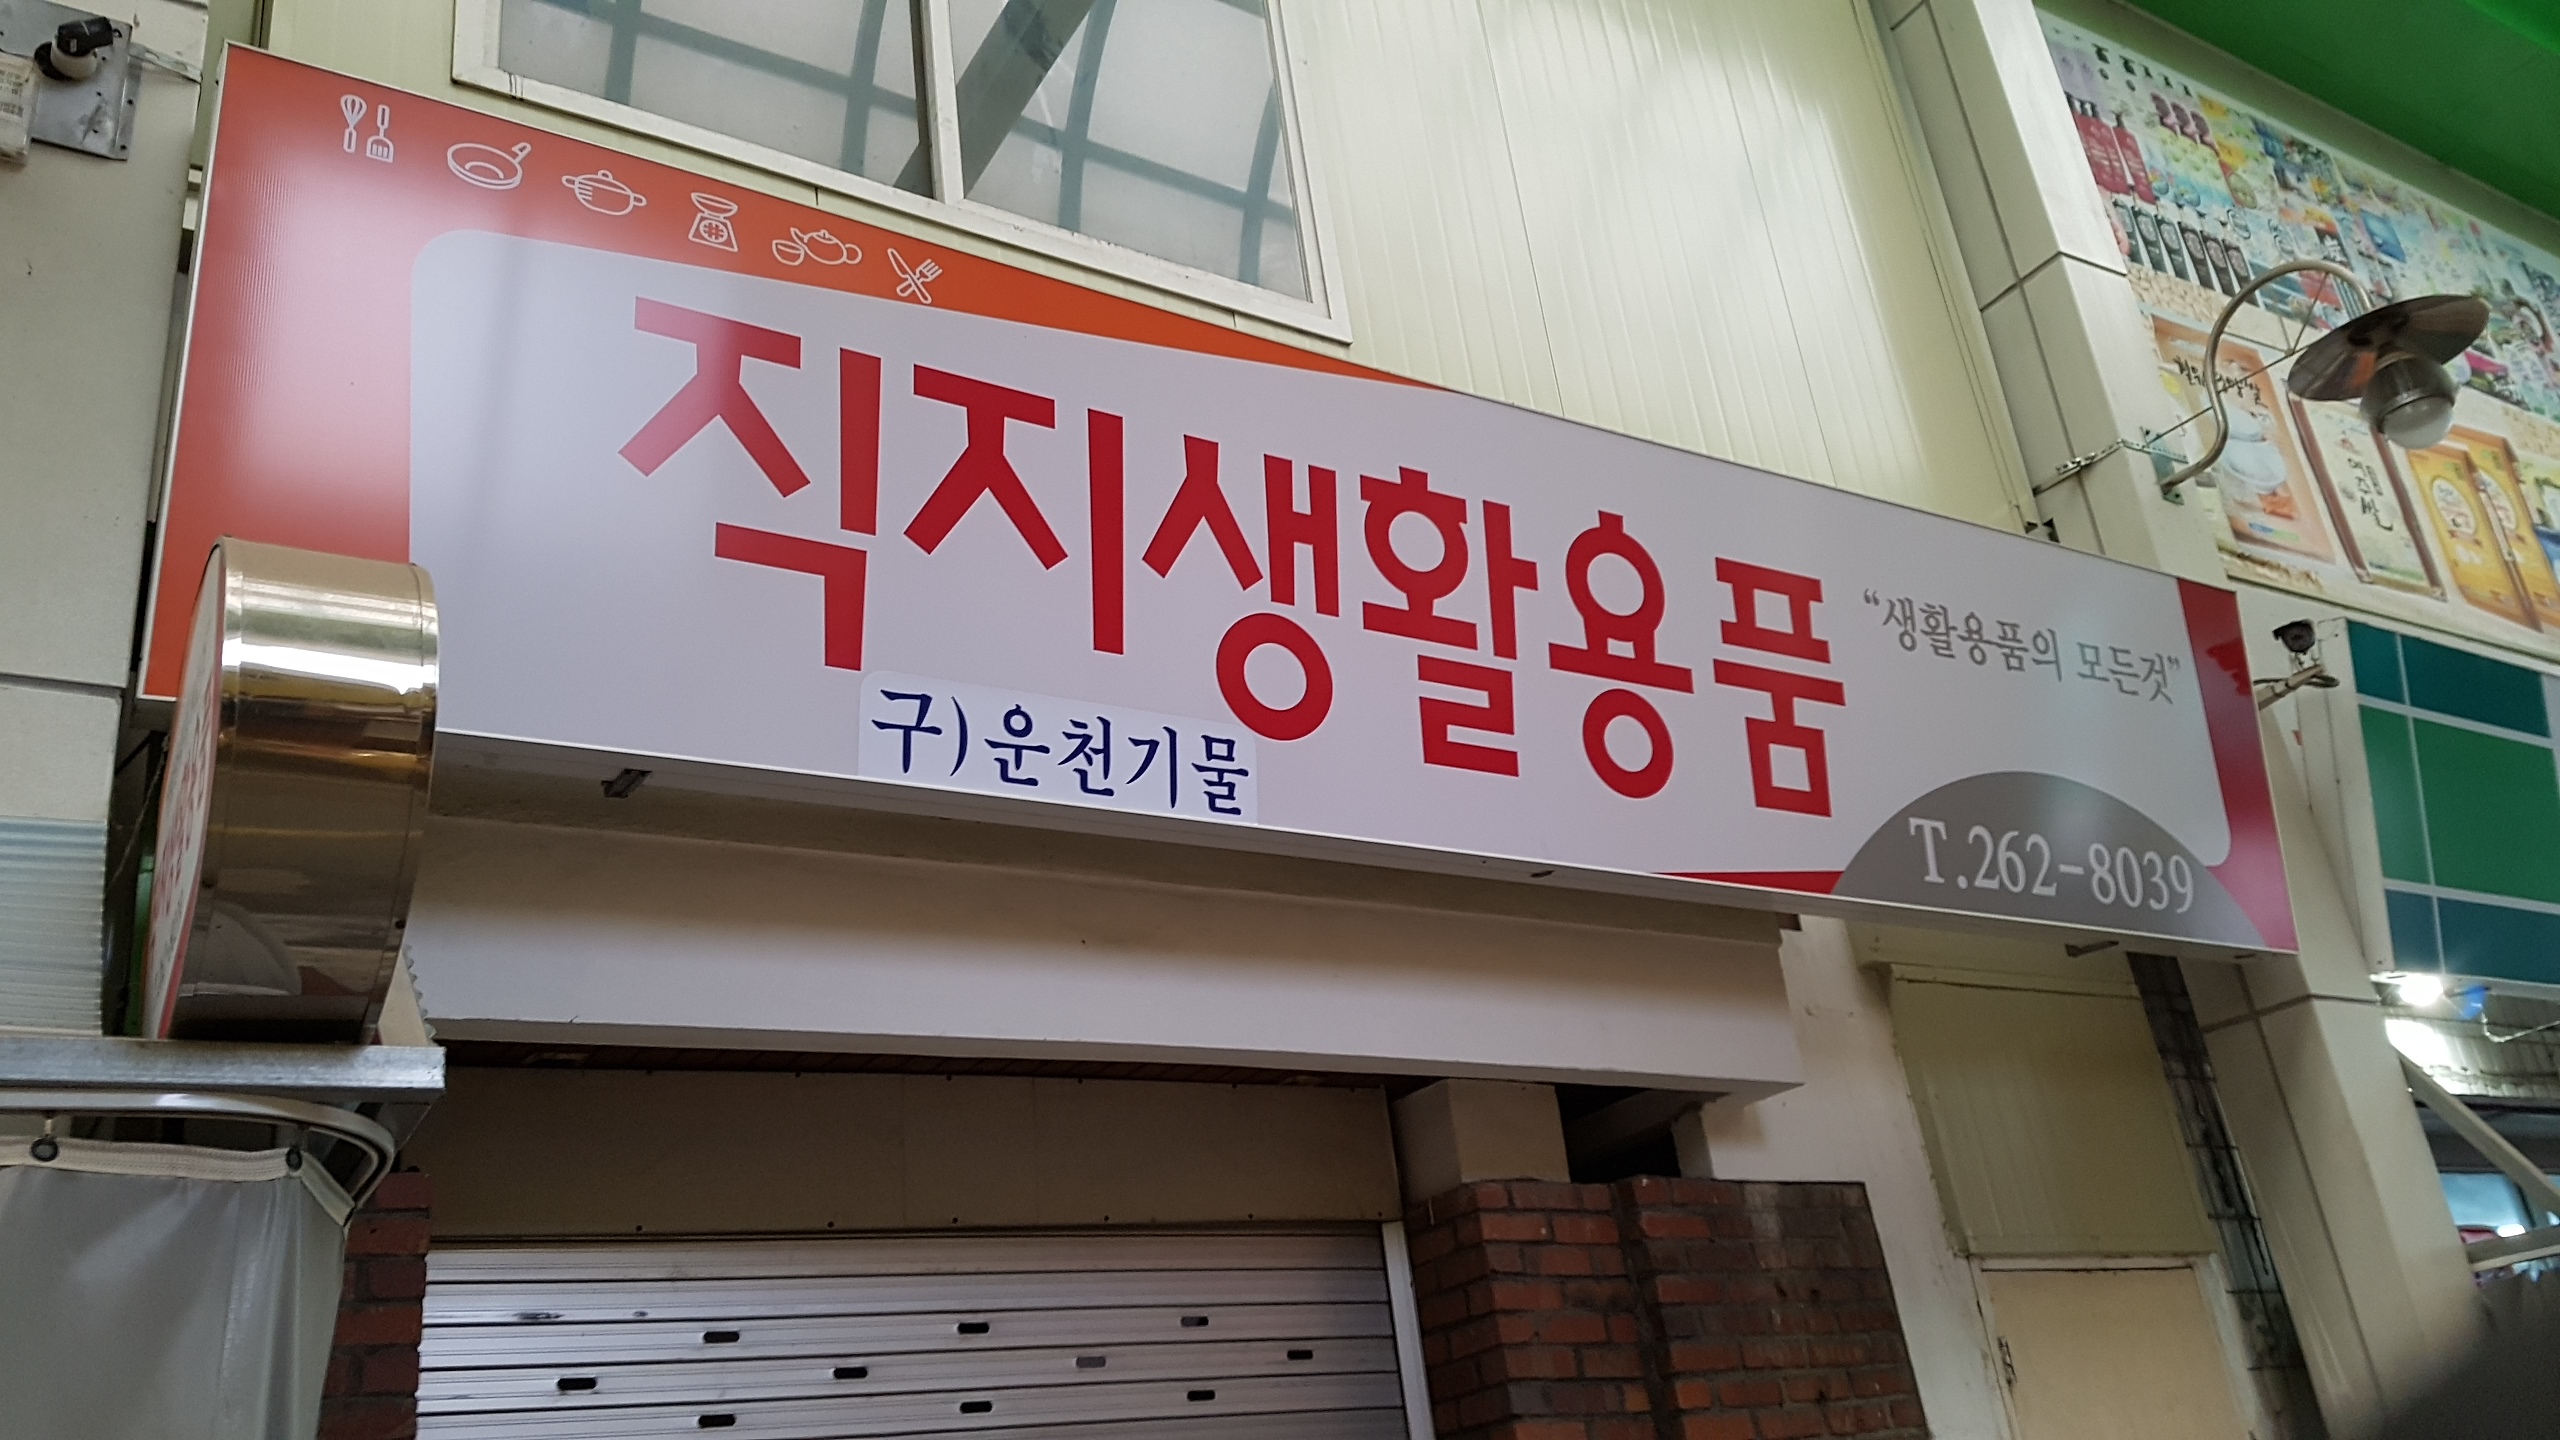 직지생활용품
"생활용품의 모든것"
구)운천기물
T.262-8039